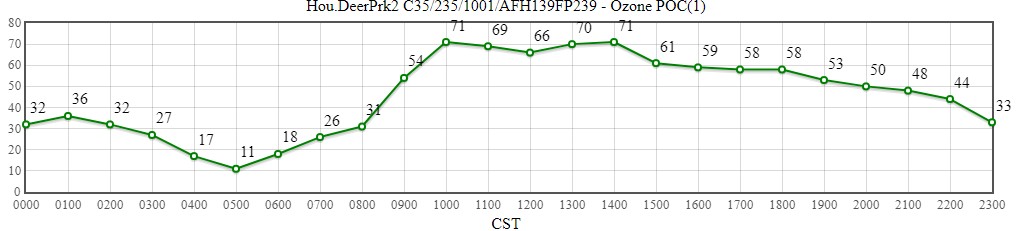 Hou.DeerPrk2 C35/235/1001/AFH139FP239 - Ozone POC(1)
80
70
60
50
40
30
20
10
0
32 36 32 27 17 11 18 26 31 54 71 69 66 70 71 61 59 58 58 53 50 48 44 33
0000 0100 0200 0300 0400 0500 0600 0700 0800 0900 1000 1100 1200 1300 1400 1500 1600 1700 1800 1900 2000 2100 2200 2300
CST